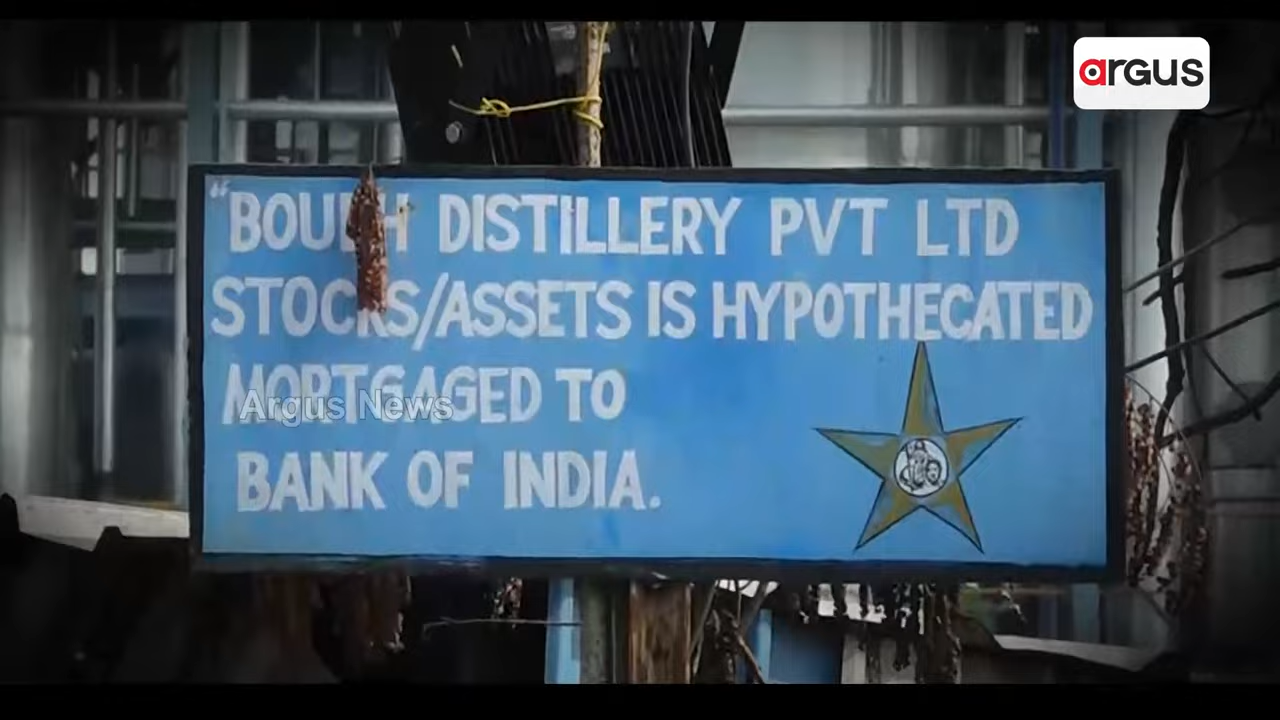 argus
“BOUDH DISTILLERY PVT LTD
STOCKS/ASSETS IS HYPOTHECATED
MORTGAGED TO
Argus News
BANK OF INDIA.